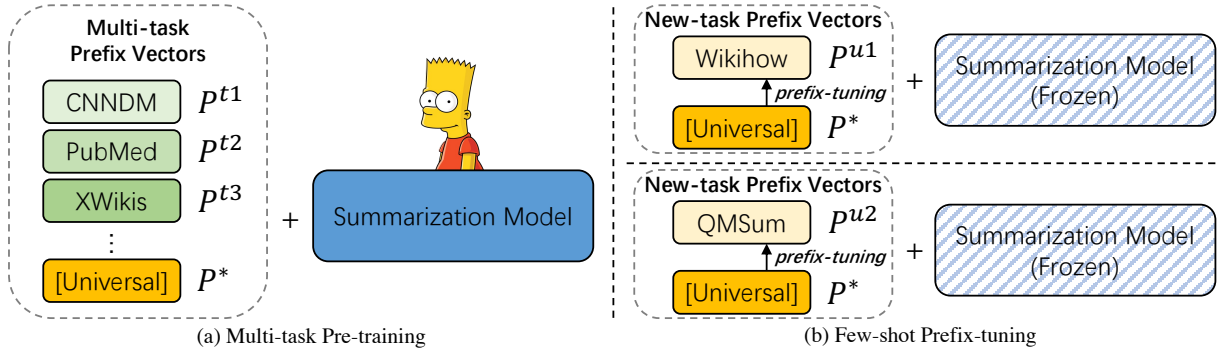 Multi-task
Prefix Vectors
CNNDM P^{t1}
PubMed P^{t2}
XWikis P^{t3}
⋮
[Universal] P^*
+
Summarization Model
(a) Multi-task Pre-training
New-task Prefix Vectors
Wikihow P^{u1}
prefix-tuning
[Universal] P^*
+
Summarization Model
(Frozen)
New-task Prefix Vectors
QMSum P^{u2}
prefix-tuning
[Universal] P^*
+
Summarization Model
(Frozen)
(b) Few-shot Prefix-tuning